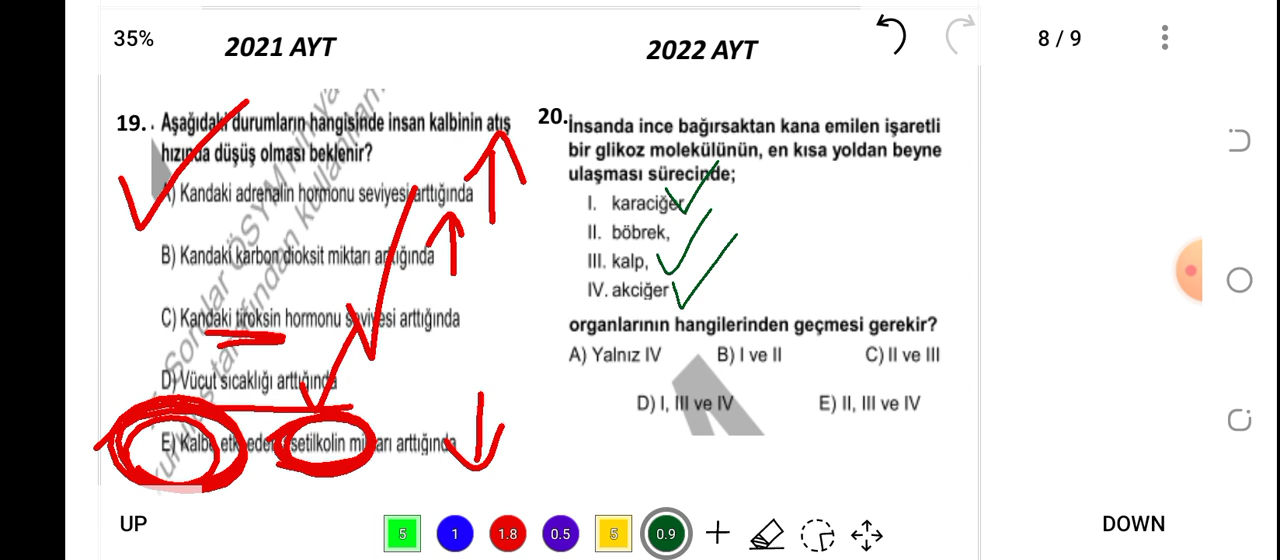 35%
2021 AYT
2022 AYT
8 / 9
19. Aşağıdaki durumların hangisinde insan kalbinin atış
hızında düşüş olması beklenir?
A) Kandaki adrenalin hormonu seviyesi arttığında
B) Kandaki karbondioksit miktarı arttığında
C) Kandaki tiroksin hormonu seviyesi arttığında
D) Vücut sıcaklığı arttığında
E) Kalbe etki eden asetilkolin miktarı arttığında
20. İnsanda ince bağırsaktan kana emilen işaretli
bir glikoz molekülünün, en kısa yoldan beyne
ulaşması sürecinde;
I. karaciğer,
II. böbrek,
III. kalp,
IV. akciğer
organlarının hangilerinden geçmesi gerekir?
A) Yalnız IV B) I ve II C) II ve III
D) I, III ve IV E) II, III ve IV
UP
5 1 1.8 0.5 5 0.9
DOWN